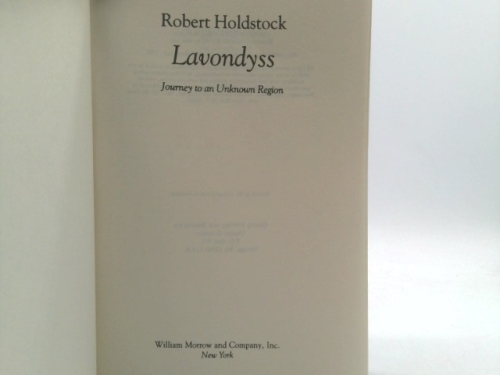 Robert Holdstock
Lavondyss
Journey to an Unknown Region
William Morrow and Company, Inc.
New York